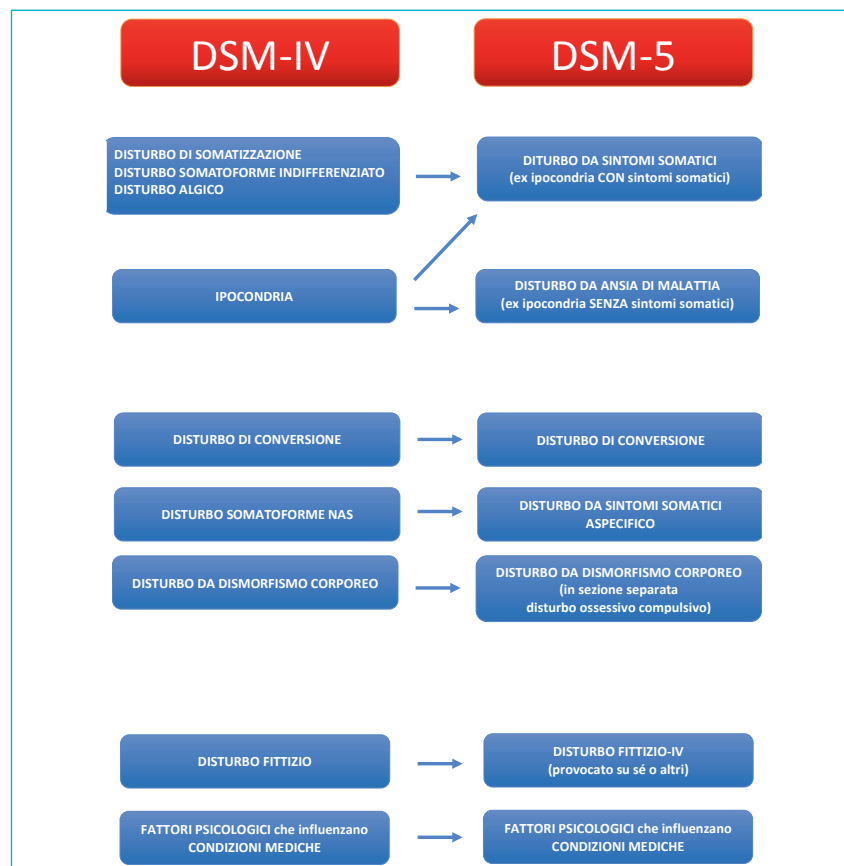 DSM-IV
DSM-5
DISTURBO DI SOMATIZZAZIONE
DISTURBO SOMATOFORME INDIFFERENZIATO
DISTURBO ALGICO
DITURBO DA SINTOMI SOMATICI
(ex ipocondria CON sintomi somatici)
IPOCONDRIA
DISTURBO DA ANSIA DI MALATTIA
(ex ipocondria SENZA sintomi somatici)
DISTURBO DI CONVERSIONE
DISTURBO DI CONVERSIONE
DISTURBO SOMATOFORME NAS
DISTURBO DA SINTOMI SOMATICI
ASPECIFICO
DISTURBO DA DISMORFISMO CORPOREO
DISTURBO DA DISMORFISMO CORPOREO
(in sezione separata
disturbo ossessivo compulsivo)
DISTURBO FITTIZIO
DISTURBO FITTIZIO-IV
(provocato su sé o altri)
FATTORI PSICOLOGICI che influenzano
CONDIZIONI MEDICHE
FATTORI PSICOLOGICI che influenzano
CONDIZIONI MEDICHE